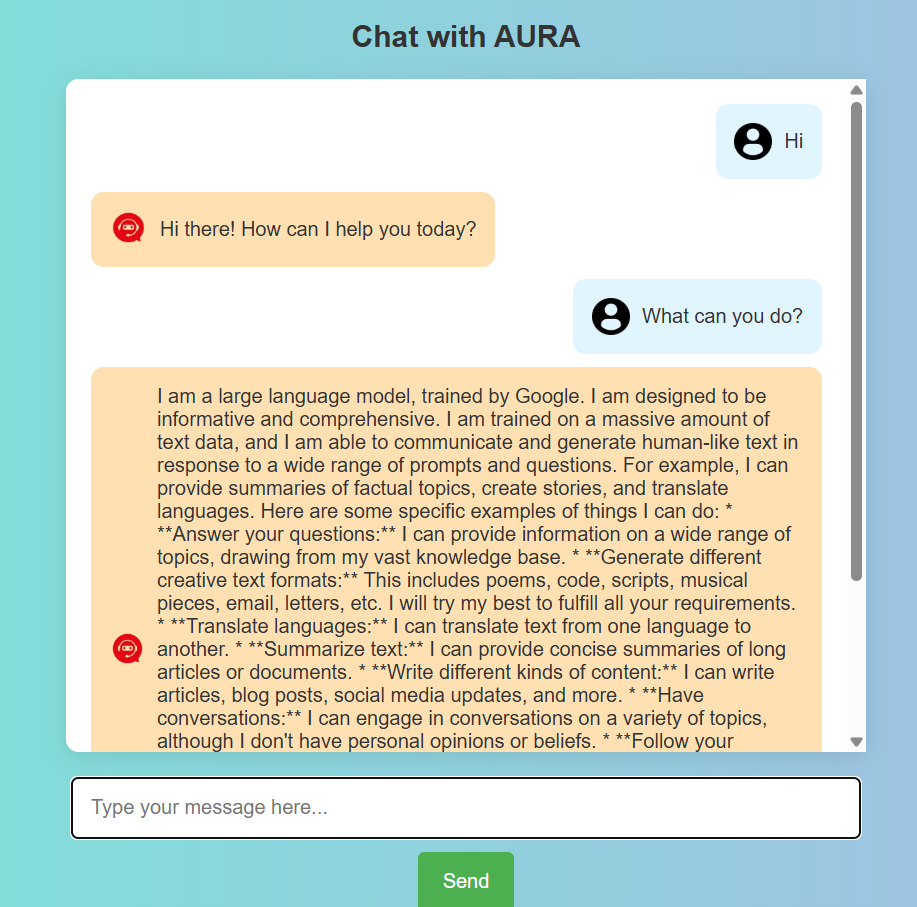 Chat with AURA
Hi
Hi there! How can I help you today?
What can you do?
I am a large language model, trained by Google. I am designed to be
informative and comprehensive. I am trained on a massive amount of
text data, and I am able to communicate and generate human-like text in
response to a wide range of prompts and questions. For example, I can
provide summaries of factual topics, create stories, and translate
languages. Here are some specific examples of things I can do: *
**Answer your questions:** I can provide information on a wide range of
topics, drawing from my vast knowledge base. * **Generate different
creative text formats:** This includes poems, code, scripts, musical
pieces, email, letters, etc. I will try my best to fulfill all your requirements.
* **Translate languages:** I can translate text from one language to
another. * **Summarize text:** I can provide concise summaries of long
articles or documents. * **Write different kinds of content:** I can write
articles, blog posts, social media updates, and more. * **Have
conversations:** I can engage in conversations on a variety of topics,
although I don't have personal opinions or beliefs. * **Follow your
Type your message here...
Send